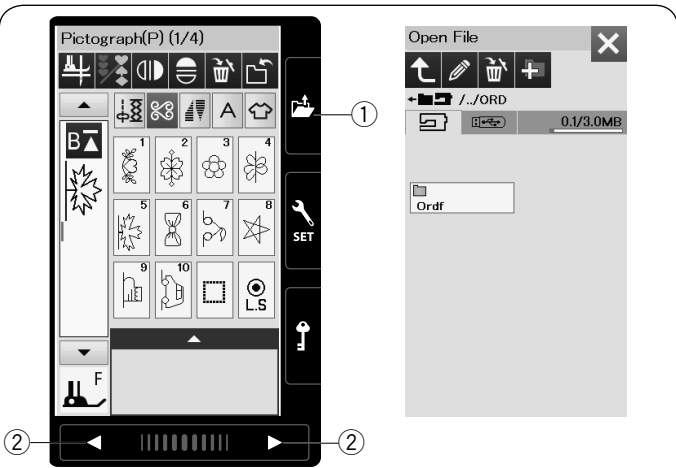 Pictograph(P) (1/4)
A
B
1 2 3 4
5 6 7 8
9 10
L.S
F
SET
1
2
2
Open File
/../ORD
0.1/3.0MB
Ordf